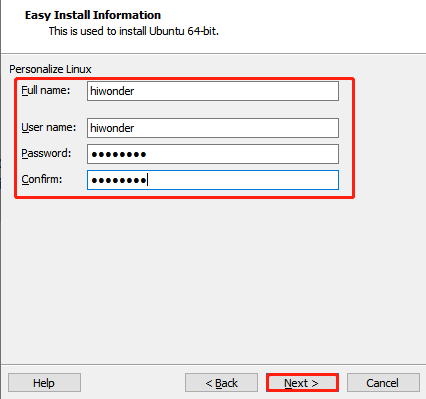 Easy Install Information
This is used to install Ubuntu 64-bit.
Personalize Linux
Full name: hiwonder
User name: hiwonder
Password: ●●●●●●●●
Confirm: ●●●●●●●●
Help < Back Next > Cancel